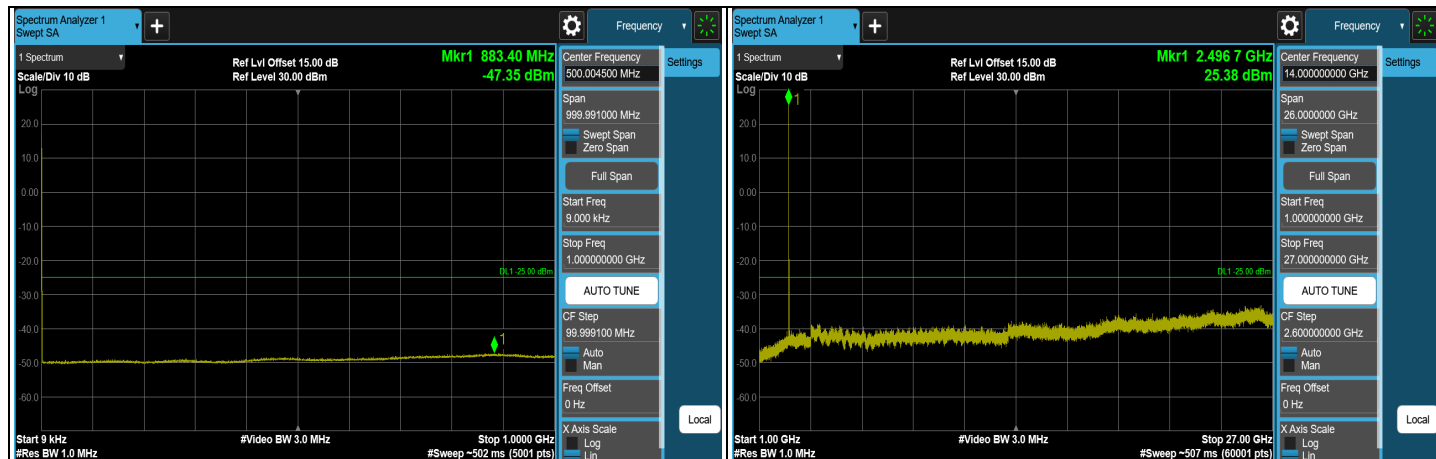 Spectrum Analyzer 1
Swept SA
+
Frequency
1 Spectrum
Scale/Div 10 dB
Log
Ref Lvl Offset 15.00 dB
Ref Level 30.00 dBm
Mkr1 883.40 MHz
-47.35 dBm
20.0
10.0
0.00
-10.0
-20.0
-30.0
-40.0
-50.0
-60.0
DL1 -25.00 dBm
1
Start 9 kHz
#Res BW 1.0 MHz
#Video BW 3.0 MHz
Stop 1.0000 GHz
#Sweep ~502 ms (5001 pts)
Center Frequency
500.004500 MHz
Span
999.991000 MHz
Swept Span
Zero Span
Full Span
Start Freq
9.000 kHz
Stop Freq
1.000000000 GHz
AUTO TUNE
CF Step
99.999100 MHz
Auto
Man
Freq Offset
0 Hz
X Axis Scale
Log
Lin
Settings
Local
Spectrum Analyzer 1
Swept SA
+
Frequency
1 Spectrum
Scale/Div 10 dB
Log
Ref Lvl Offset 15.00 dB
Ref Level 30.00 dBm
Mkr1 2.496 7 GHz
25.38 dBm
1
20.0
10.0
0.00
-10.0
-20.0
-30.0
-40.0
-50.0
-60.0
DL1 -25.00 dBm
Start 1.00 GHz
#Res BW 1.0 MHz
#Video BW 3.0 MHz
Stop 27.00 GHz
#Sweep ~507 ms (60001 pts)
Center Frequency
14.000000000 GHz
Span
26.0000000 GHz
Swept Span
Zero Span
Full Span
Start Freq
1.000000000 GHz
Stop Freq
27.000000000 GHz
AUTO TUNE
CF Step
2.600000000 GHz
Auto
Man
Freq Offset
0 Hz
X Axis Scale
Log
Lin
Settings
Local